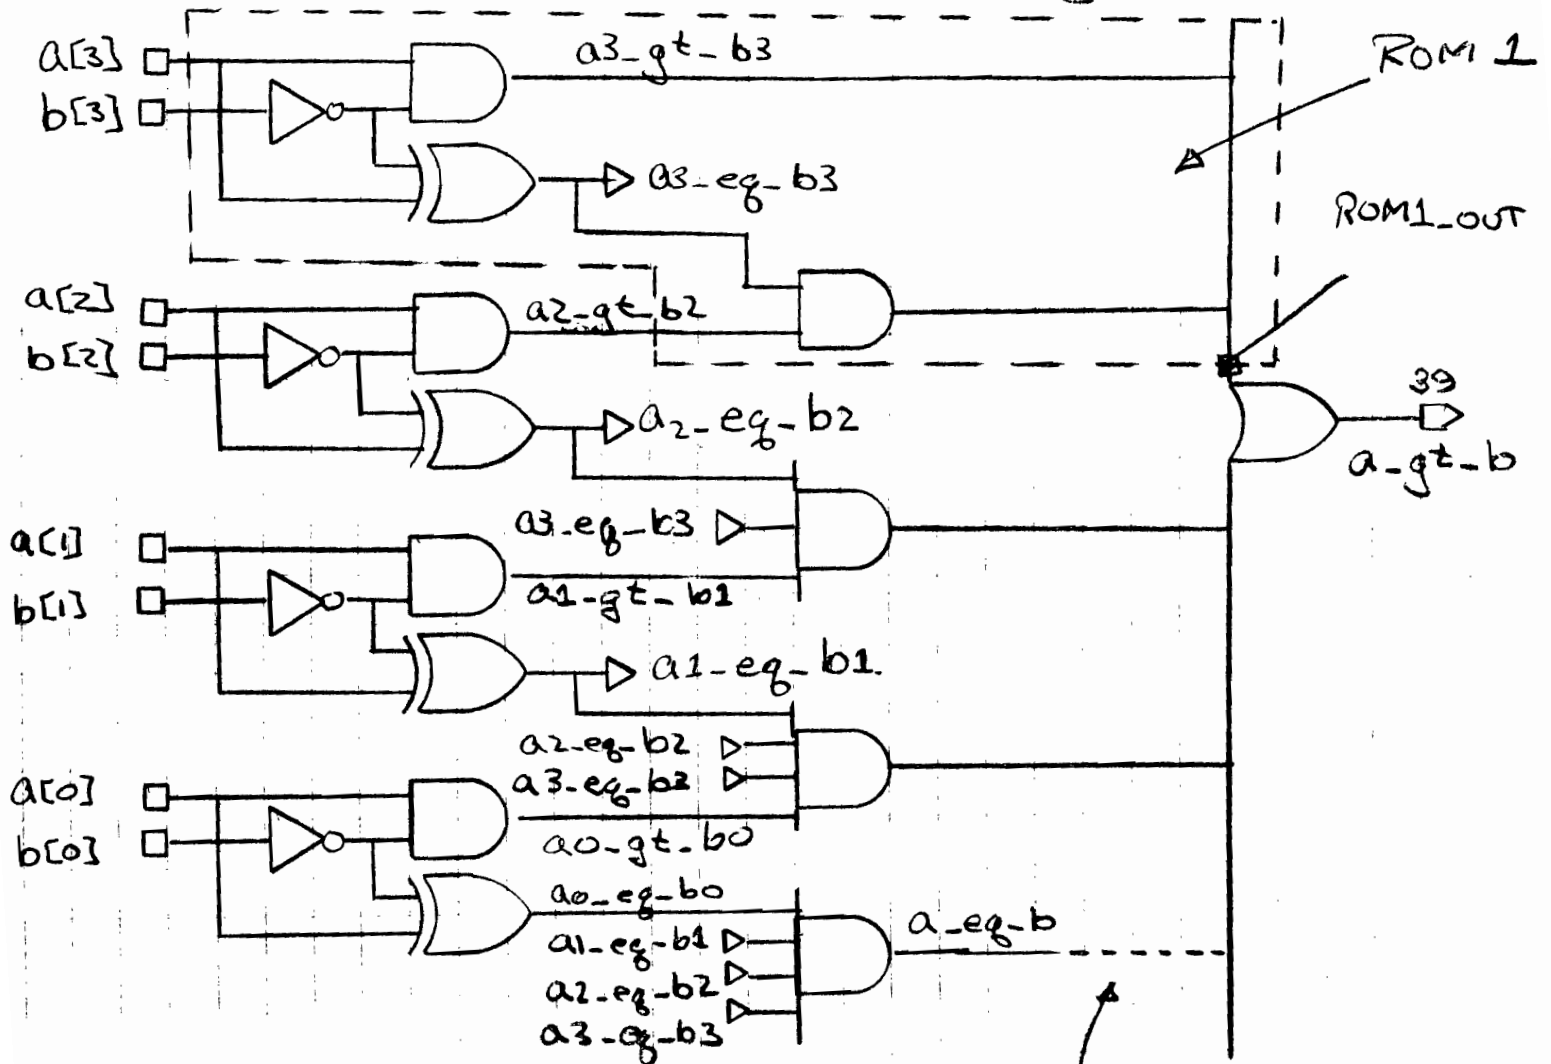 a[3]
a3_gt_b3
ROM 1
b[3]
a3_eq_b3
ROM1_OUT
a[2]
a2_gt_b2
b[2]
39
a2_eq_b2
a_gt_b
a3_eq_b3
a[1]
a1_gt_b1
b[1]
a1_eq_b1.
a2_eq_b2
a3_eq_b3
a[0]
a0_gt_b0
b[0]
a0_eq_b0
a_eq_b
a1_eq_b1
a2_eq_b2
a3_eq_b3